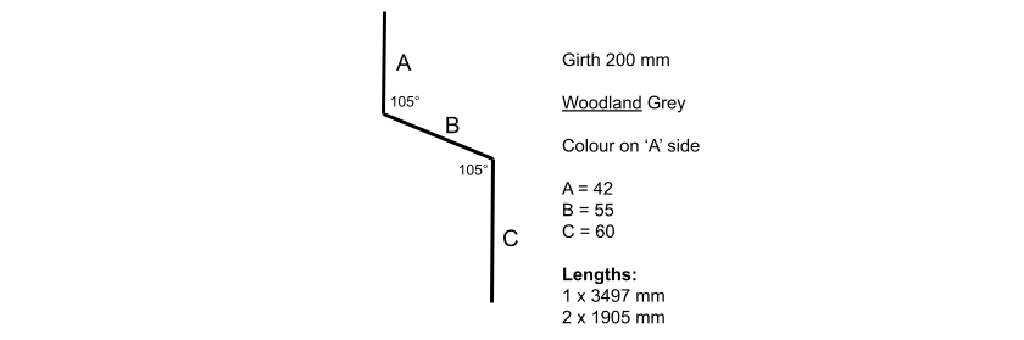 A
105°
B
105°
C
Girth 200 mm
Woodland Grey
Colour on ‘A’ side
A = 42
B = 55
C = 60
Lengths:
1 x 3497 mm
2 x 1905 mm